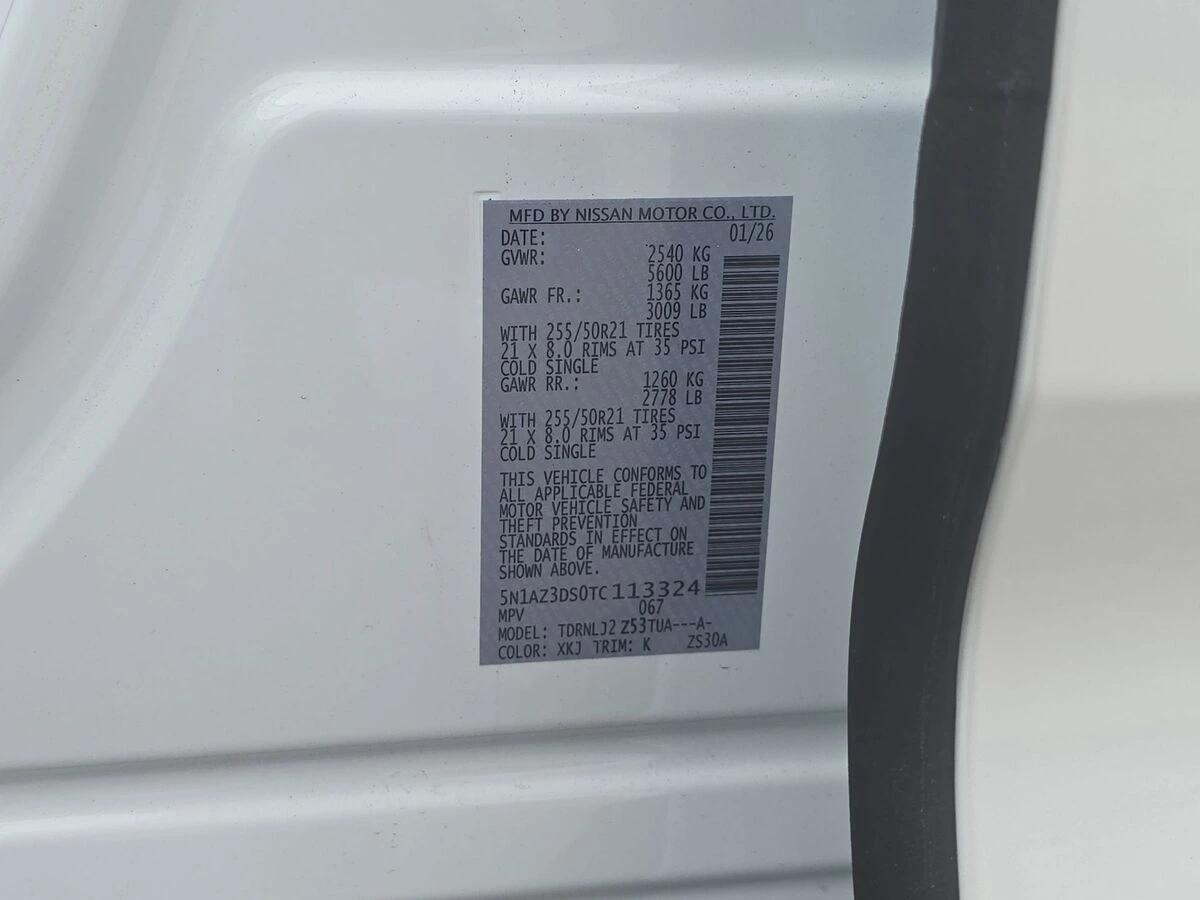 MFD BY NISSAN MOTOR CO., LTD.
DATE: 01/26
GVWR: 2540 KG
5600 LB
GAWR FR.: 1365 KG
3009 LB
WITH 255/50R21 TIRES
21 X 8.0 RIMS AT 35 PSI
COLD SINGLE
GAWR RR.: 1260 KG
2778 LB
WITH 255/50R21 TIRES
21 X 8.0 RIMS AT 35 PSI
COLD SINGLE
THIS VEHICLE CONFORMS TO
ALL APPLICABLE FEDERAL
MOTOR VEHICLE SAFETY AND
THEFT PREVENTION
STANDARDS IN EFFECT ON
THE DATE OF MANUFACTURE
SHOWN ABOVE.
5N1AZ3DS0TC113324
MPV 067
MODEL: TDRNLJ2 Z53TUA---A-
COLOR: XKJ TRIM: K ZS30A